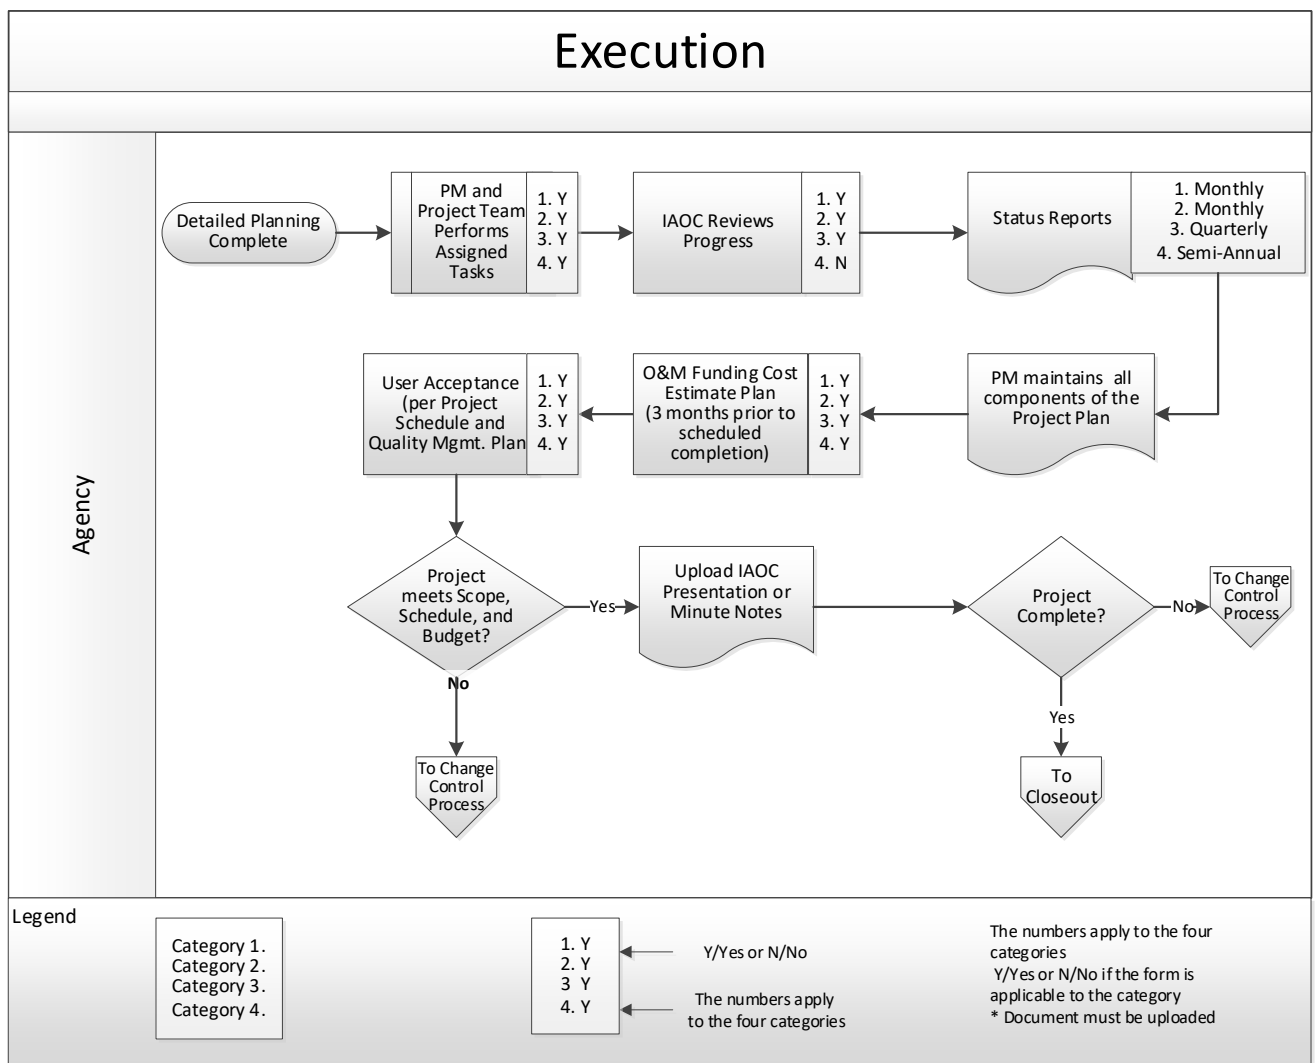 Execution
Agency
Detailed Planning
Complete
PM and
Project Team
Performs
Assigned
Tasks
1. Y
2. Y
3. Y
4. Y
IAOC Reviews
Progress
1. Y
2. Y
3. Y
4. N
Status Reports
1. Monthly
2. Monthly
3. Quarterly
4. Semi-Annual
PM maintains all
components of the
Project Plan
O&M Funding Cost
Estimate Plan
(3 months prior to
scheduled
completion)
1. Y
2. Y
3. Y
4. Y
User Acceptance
(per Project
Schedule and
Quality Mgmt. Plan
1. Y
2. Y
3. Y
4. Y
Project
meets Scope,
Schedule, and
Budget?
Yes
No
To Change
Control
Process
Upload IAOC
Presentation or
Minute Notes
Project
Complete?
No
To Change
Control
Process
Yes
To
Closeout
Legend
Category 1.
Category 2.
Category 3.
Category 4.
1. Y
2. Y
3 Y
4. Y
Y/Yes or N/No
The numbers apply
to the four categories
The numbers apply to the four
categories
Y/Yes or N/No if the form is
applicable to the category
* Document must be uploaded